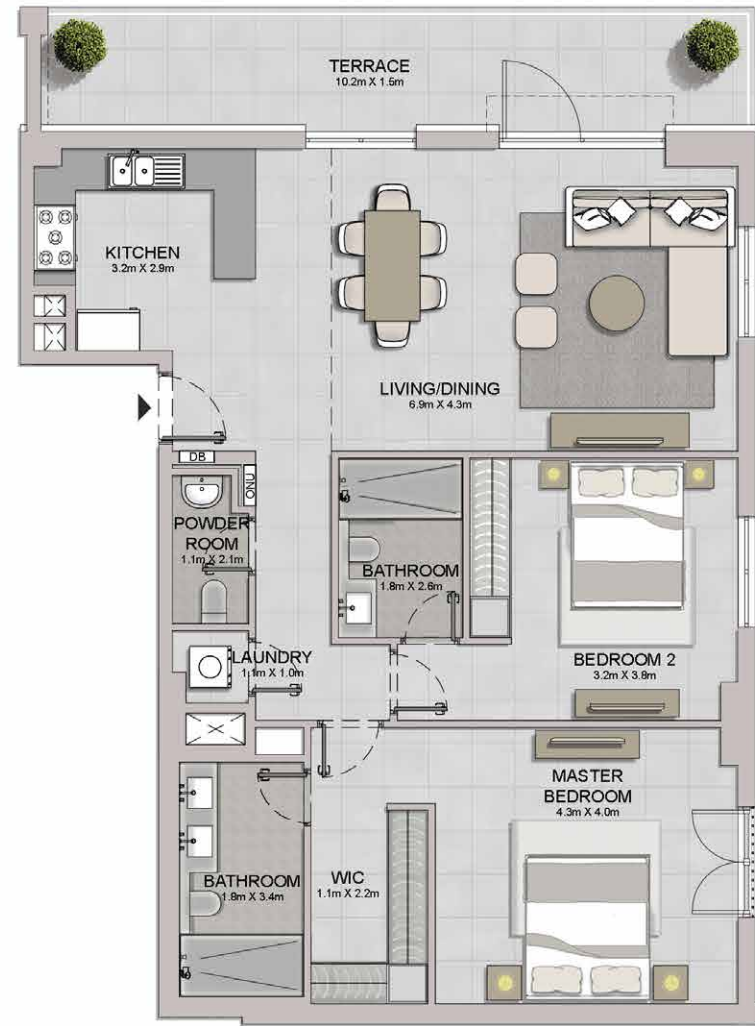 TERRACE
10.2m X 1.5m
KITCHEN
3.2m X 2.9m
LIVING/DINING
6.9m X 4.3m
DB
ONU
POWDER
ROOM
1.1m X 2.1m
BATHROOM
1.8m X 2.6m
LAUNDRY
1.1m X 1.0m
BEDROOM 2
3.2m X 3.8m
MASTER
BEDROOM
4.3m X 4.0m
BATHROOM
1.8m X 3.4m
WIC
1.1m X 2.2m